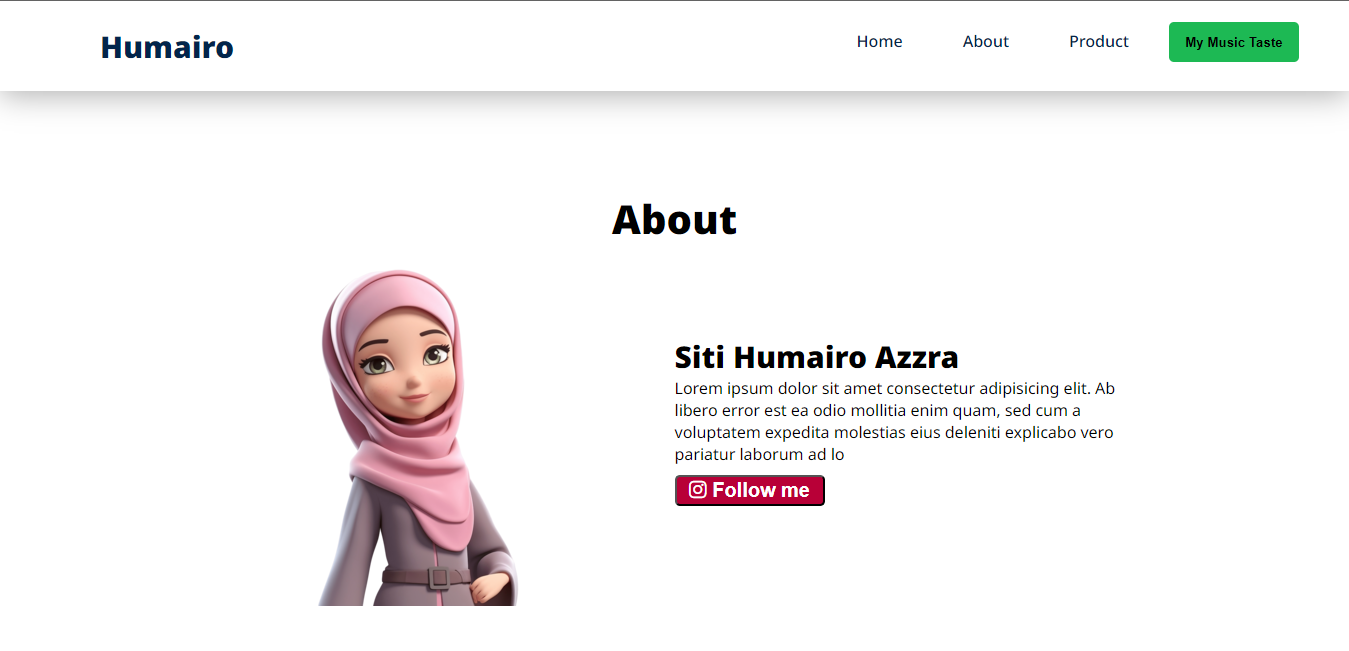 Humairo
Home
About
Product
My Music Taste
About
Siti Humairo Azzra
Lorem ipsum dolor sit amet consectetur adipisicing elit. Ab
libero error est ea odio mollitia enim quam, sed cum a
voluptatem expedita molestias eius deleniti explicabo vero
pariatur laborum ad lo
Follow me